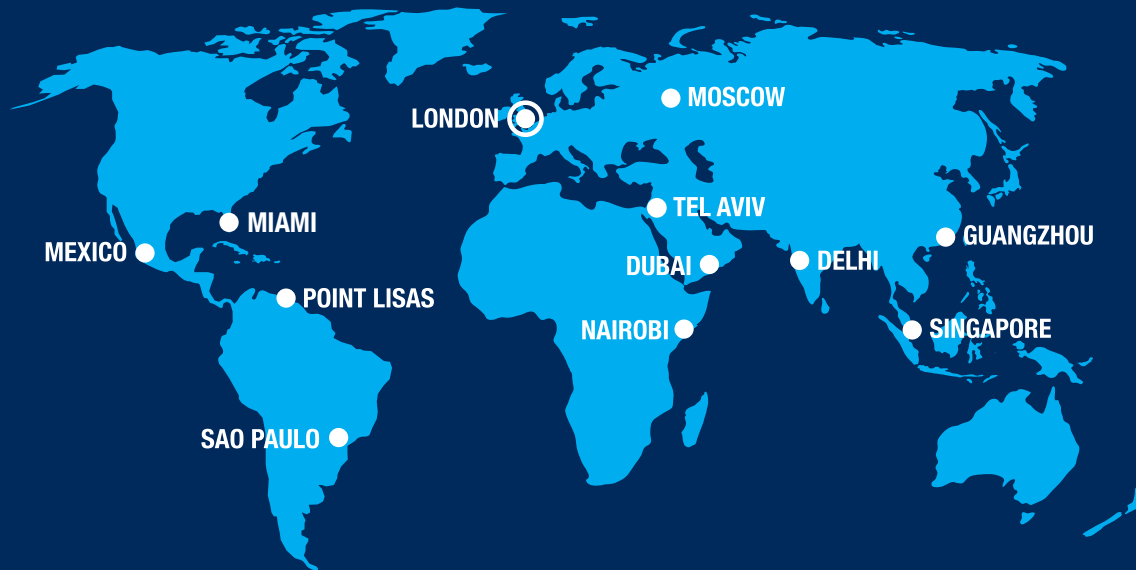 MOSCOW
LONDON
TEL AVIV
MIAMI
GUANGZHOU
MEXICO
DELHI
DUBAI
POINT LISAS
SINGAPORE
NAIROBI
SAO PAULO